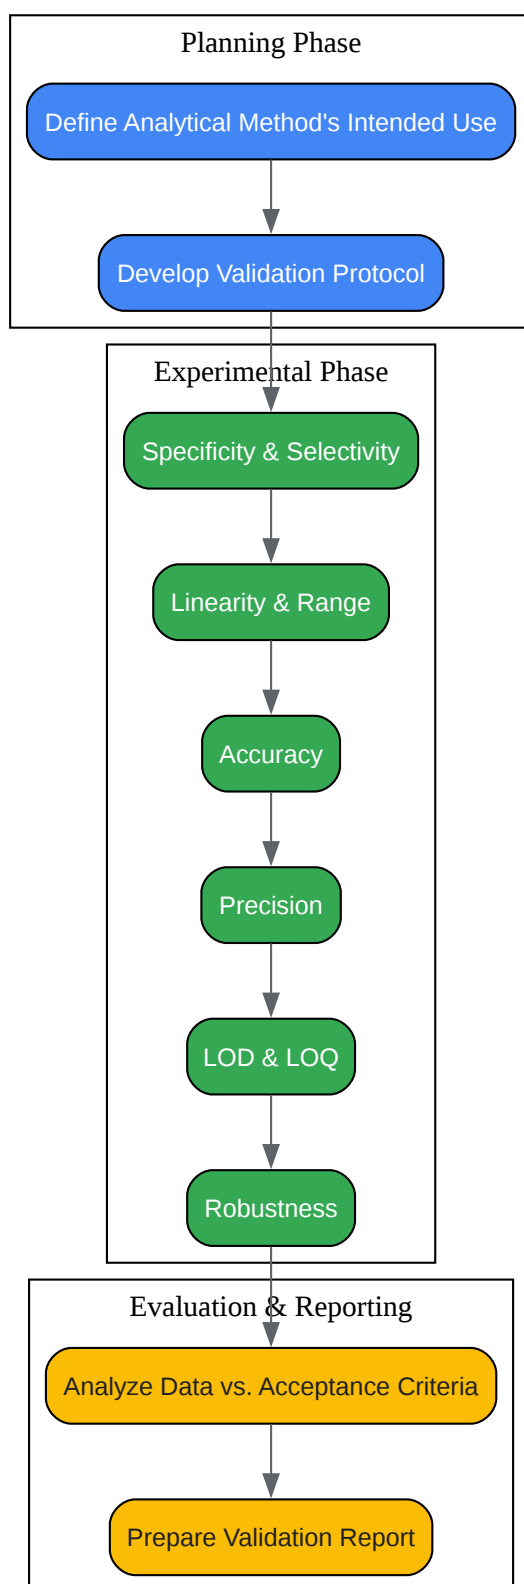 Planning Phase
Define Analytical Method's Intended Use
Develop Validation Protocol
Experimental Phase
Specificity & Selectivity
Linearity & Range
Accuracy
Precision
LOD & LOQ
Robustness
Evaluation & Reporting
Analyze Data vs. Acceptance Criteria
Prepare Validation Report